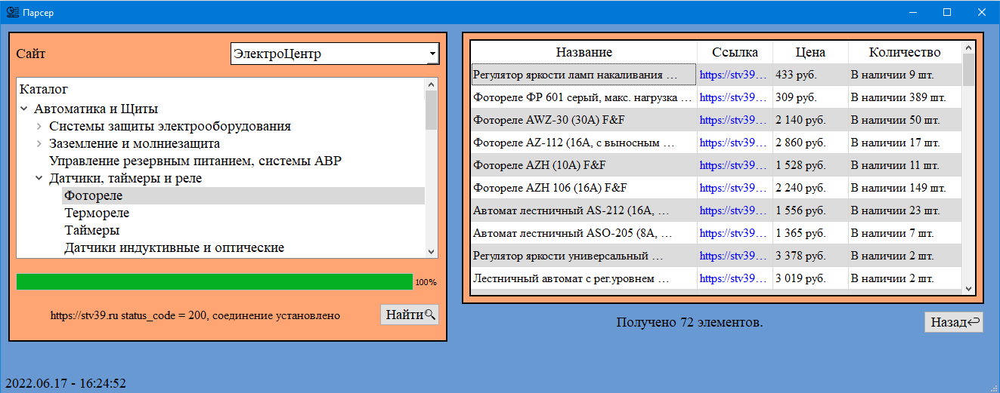 Парсер
Сайт
ЭлектроЦентр
Каталог
Автоматика и Щиты
Системы защиты электрооборудования
Заземление и молниезащита
Управление резервным питанием, системы АВР
Датчики, таймеры и реле
Фотореле
Термореле
Таймеры
Датчики индуктивные и оптические
100%
https://stv39.ru status_code = 200, соединение установлено
Найти
Название Ссылка Цена Количество
Регулятор яркости ламп накаливания … https://stv39… 433 руб. В наличии 9 шт.
Фотореле ФР 601 серый, макс. нагрузка … https://stv39… 309 руб. В наличии 389 шт.
Фотореле AWZ-30 (30А) F&F https://stv39… 2 140 руб. В наличии 50 шт.
Фотореле AZ-112 (16А, с выносным … https://stv39… 2 860 руб. В наличии 17 шт.
Фотореле AZH (10А) F&F https://stv39… 1 528 руб. В наличии 11 шт.
Фотореле AZH 106 (16А) F&F https://stv39… 2 240 руб. В наличии 149 шт.
Автомат лестничный AS-212 (16А, … https://stv39… 1 556 руб. В наличии 23 шт.
Автомат лестничный ASO-205 (8А, … https://stv39… 1 365 руб. В наличии 7 шт.
Регулятор яркости универсальный … https://stv39… 3 378 руб. В наличии 2 шт.
Лестничный автомат с рег.уровнем … https://stv39… 3 019 руб. В наличии 2 шт.
Получено 72 элементов.
Назад
2022.06.17 - 16:24:52